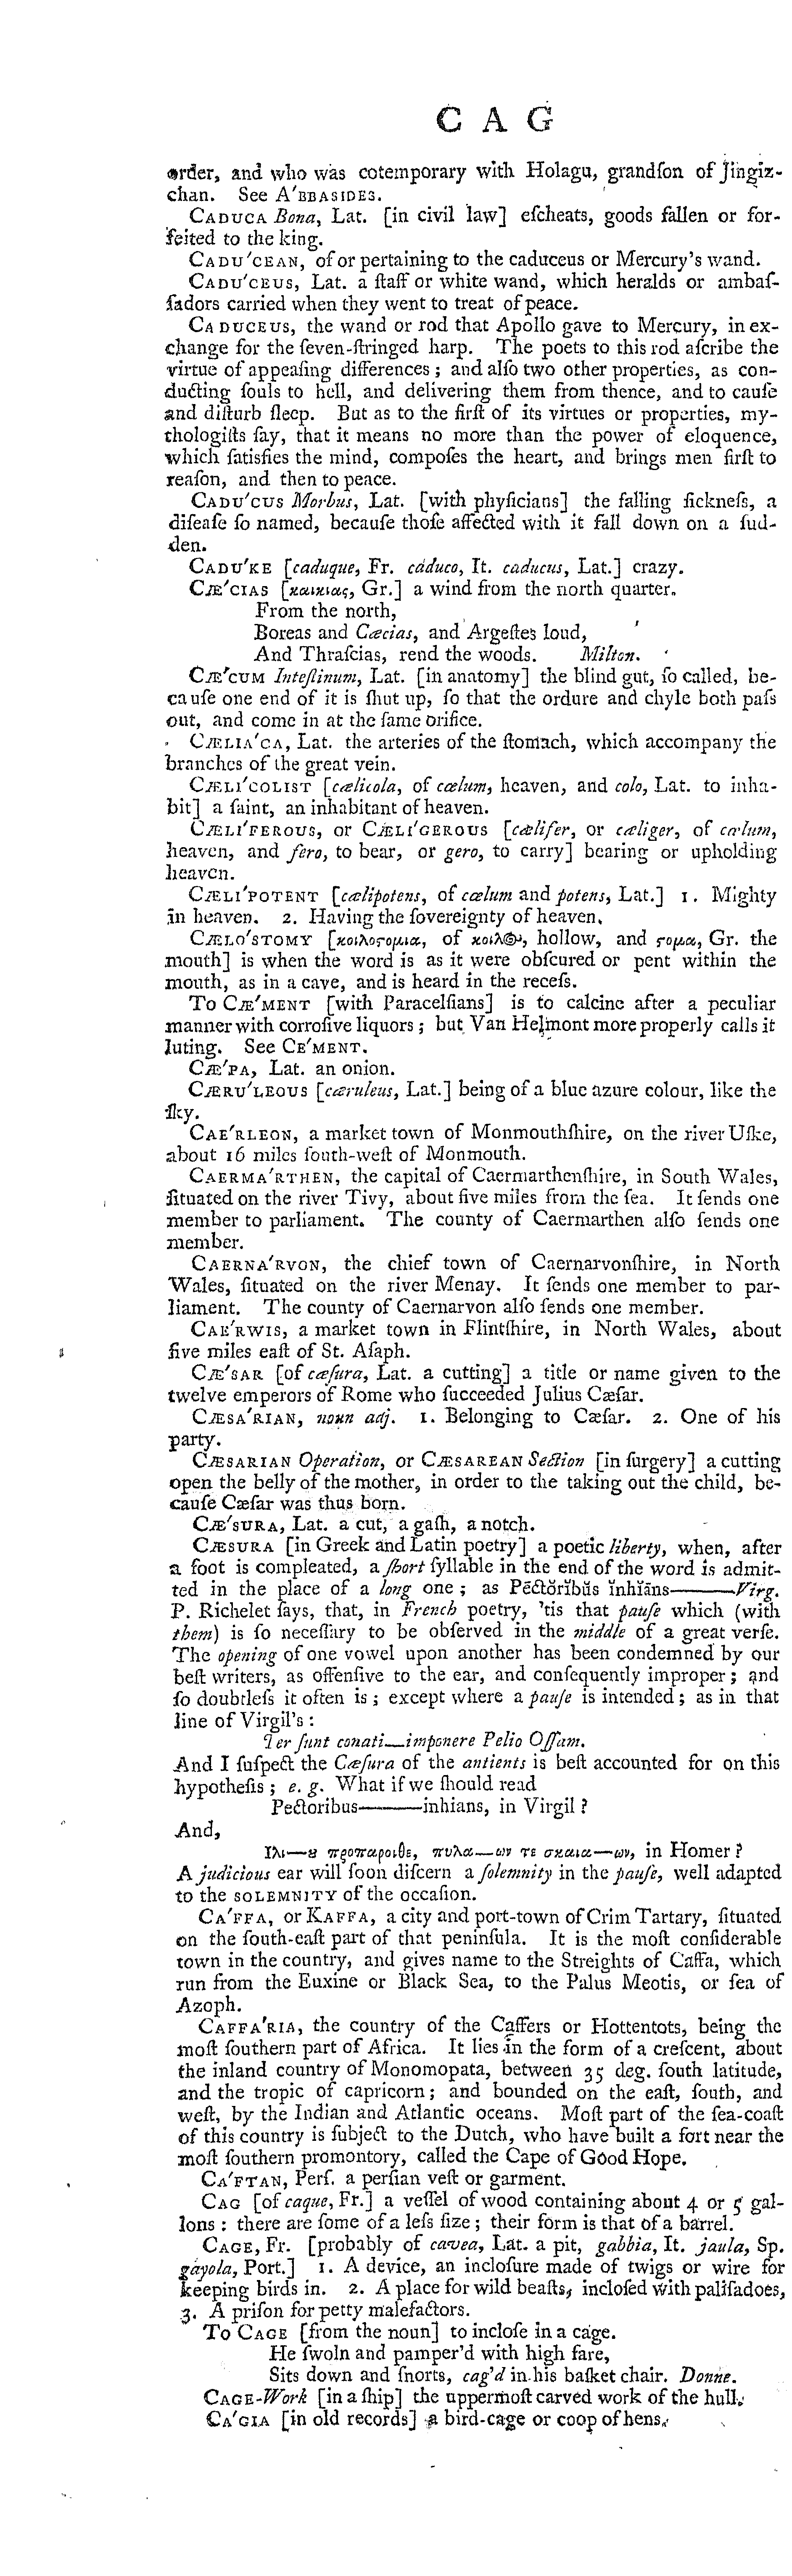 C A G
order, and who was cotemporary with Holagu, grandſon of Jingiz-
chan. See A'BBASIDES.
CADUCA Bona, Lat. [in civil law] eſcheats, goods fallen or for-
feited to the king.
CADU'CEAN, of or pertaining to the caduceus or Mercury's wand.
CADU'CEUS, Lat. a ſtaff or white wand, which heralds or ambaſ-
ſadors carried when they went to treat of peace.
CADUCEUS, the wand or rod that Apollo gave to Mercury, in ex-
change for the ſeven-ſtringed harp. The poets to this rod aſcribe the
virtue of appeaſing differences; and alſo two other properties, as con-
ducting ſouls to hell, and delivering them from thence, and to cauſe
and diſturb ſleep. But as to the firſt of its virtues or properties, my-
thologiſts ſay, that it means no more than the power of eloquence,
which ſatisfies the mind, compoſes the heart, and brings men firſt to
reaſon, and then to peace.
CADU'CUS Morbus, Lat. [with phyſicians] the falling ſickneſs, a
diſeaſe ſo named, becauſe thoſe affected with it fall down on a ſud-
den.
CADU'KE [caduque, Fr. cáduco, It. caducus, Lat.] crazy.
CÆ'CIAS [καικιας, Gr.] a wind from the north quarter.
From the north,
Boreas and Cæcias, and Argeſtes loud,
And Thraſcias, rend the woods. Milton.
CÆ'CUM Inteſtinum, Lat. [in anatomy] the blind gut, ſo called, be-
cauſe one end of it is ſhut up, ſo that the ordure and chyle both paſs
out, and come in at the ſame orifice.
CÆLIA'CA, Lat. the arteries of the ſtomach, which accompany the
branches of the great vein.
CÆLI'COLIST [cælicola, of cœlum, heaven, and colo, Lat. to inha-
bit] a ſaint, an inhabitant of heaven.
CÆLI'FEROUS, or CÆLI'GEROUS [cælifer, or cæliger, of cœlum,
heaven, and fero, to bear, or gero, to carry] bearing or upholding
heaven.
CÆLI'POTENT [cælipotens, of cœlum and potens, Lat.] 1. Mighty
in heaven. 2. Having the ſovereignty of heaven.
CÆLO'STOMY [κοιλοϛομια, of κοιλος, hollow, and ϛομα, Gr. the
mouth] is when the word is as it were obſcured or pent within the
mouth, as in a cave, and is heard in the receſs.
To CÆ'MENT [with Paracelſians] is to calcine after a peculiar
manner with corroſive liquors; but Van Helmont more properly calls it
luting. See CE'MENT.
CÆ'PA, Lat. an onion.
CÆRU'LEOUS [cæruleus, Lat.] being of a blue azure colour, like the
ſky.
CAE'RLEON, a market town of Monmouthſhire, on the river Uſke,
about 16 miles ſouth-weſt of Monmouth.
CAERMA'RTHEN, the capital of Caermarthenſhire, in South Wales,
ſituated on the river Tivy, about five miles from the ſea. It ſends one
member to parliament. The county of Caermarthen alſo ſends one
member.
CAERNA'RVON, the chief town of Caernarvonſhire, in North
Wales, ſituated on the river Menay. It ſends one member to par-
liament. The county of Caernarvon alſo ſends one member.
CAE'RWIS, a market town in Flintſhire, in North Wales, about
five miles eaſt of St. Aſaph.
CÆ'SAR [of cæſura, Lat. a cutting] a title or name given to the
twelve emperors of Rome who ſucceeded Julius Cæſar.
CÆSA'RIAN, noun adj. 1. Belonging to Cæſar. 2. One of his
party.
CÆSARIAN Operation, or CÆSAREAN Section [in ſurgery] a cutting
open the belly of the mother, in order to the taking out the child, be-
cauſe Cæſar was thus born.
CÆ'SURA, Lat. a cut, a gaſh, a notch.
CÆSURA [in Greek and Latin poetry] a poetic liberty, when, after
a foot is compleated, a ſhort ſyllable in the end of the word is admit-
ted in the place of a long one; as Pēctŏrĭbŭs ĭnhĭāns———Virg.
P. Richelet ſays, that, in French poetry, 'tis that pauſe which (with
them) is ſo neceſſary to be obſerved in the middle of a great verſe.
The opening of one vowel upon another has been condemned by our
beſt writers, as offenſive to the ear, and conſequently improper; and
ſo doubtleſs it often is; except where a pauſe is intended; as in that
line of Virgil's:
Ter ſunt conati—imponere Pelio Oſſam.
And I ſuſpect the Cæſura of the antients is beſt accounted for on this
hypotheſis; e. g. What if we ſhould read
Pectoribus———inhians, in Virgil?
And,
Ιλι—ȣ προπαροιθε, πυλα—ων τε σκαια—ων, in Homer?
A judicious ear will ſoon diſcern a ſolemnity in the pauſe, well adapted
to the SOLEMNITY of the occaſion.
CA'FFA, or KAFFA, a city and port-town of Crim Tartary, ſituated
on the ſouth-eaſt part of that peninſula. It is the moſt conſiderable
town in the country, and gives name to the Streights of Caffa, which
run from the Euxine or Black Sea, to the Palus Meotis, or ſea of
Azoph.
CAFFA'RIA, the country of the Caffers or Hottentots, being the
moſt ſouthern part of Africa. It lies in the form of a creſcent, about
the inland country of Monomopata, between 35 deg. ſouth latitude,
and the tropic of capricorn; and bounded on the eaſt, ſouth, and
weſt, by the Indian and Atlantic oceans. Moſt part of the ſea-coaſt
of this country is ſubject to the Dutch, who have built a fort near the
moſt ſouthern promontory, called the Cape of Good Hope.
CA'FTAN, Perſ. a perſian veſt or garment.
CAG [of caque, Fr.] a veſſel of wood containing about 4 or 5 gal-
lons: there are ſome of a leſs ſize; their form is that of a barrel.
CAGE, Fr. [probably of cavea, Lat. a pit, gabbia, It. jaula, Sp.
gáyola, Port.] 1. A device, an incloſure made of twigs or wire for
keeping birds in. 2. A place for wild beaſts, incloſed with paliſadoes,
3. A priſon for petty malefactors.
To CAGE [from the noun] to incloſe in a cage.
He ſwoln and pamper'd with high fare,
Sits down and ſnorts, cag'd in his baſket chair. Donne.
CAGE-Work [in a ſhip] the uppermoſt carved work of the hull.
CA'GIA [in old records] a bird-cage or coop of hens.